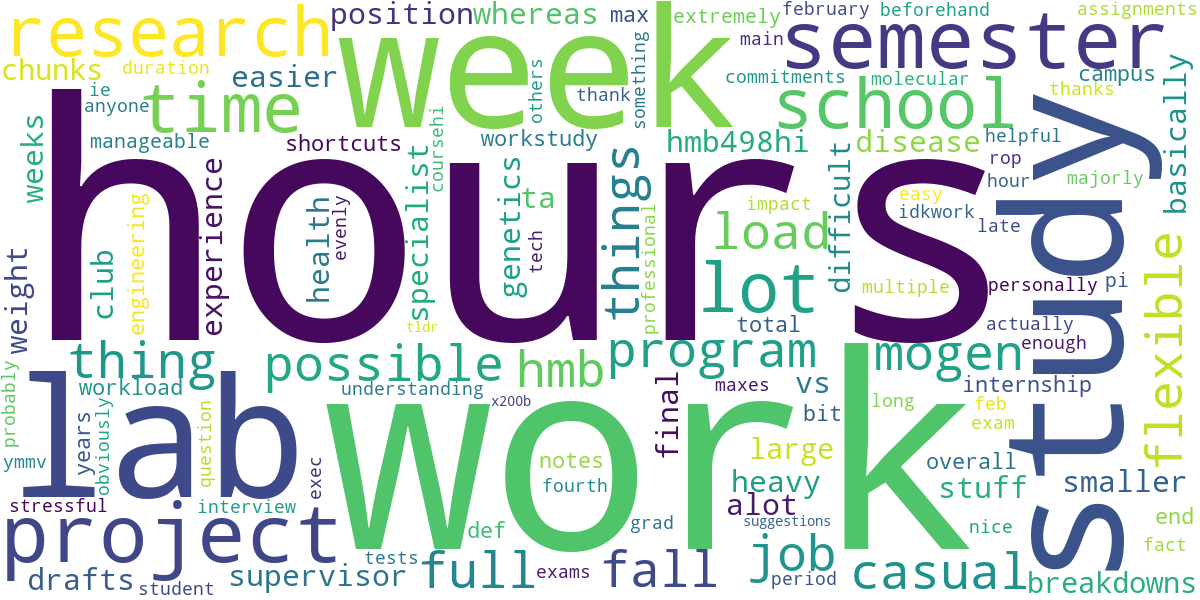 position
whereas
max
extremely
february
beforehand
assignments
research
week
main
semester
chunks
duration
easier
others
something
commitments
molecular
campus
ie
anyone
time
thank
school
thanks
weeks
manageable
shortcuts
coursehi
workstudy
hmb498hi
disease
helpful
study
basically
rop
hours
experience
engineering
health
evenly
specialist
genetics
ta
tech
things
professional
load
impact
difficult
easy
idkwork
hour
majorly
late
weight
club
tldr
lot
total
multiple
personally
pi
flexible
actually
enough
thing
possible
hmb
program
mogen
probably
lab
workload
understanding
x200b
maxes
final
vs
bit
long
internship
feb
exam
ymmv
years
obviously
question
exec
work
notes
fourth
large
heavy
overall
stuff
smaller
stressful
interview
alot
suggestions
nice
end
fact
project
def
grad
tests
drafts
student
supervisor
full
exams
fall
job
period
casual
breakdowns